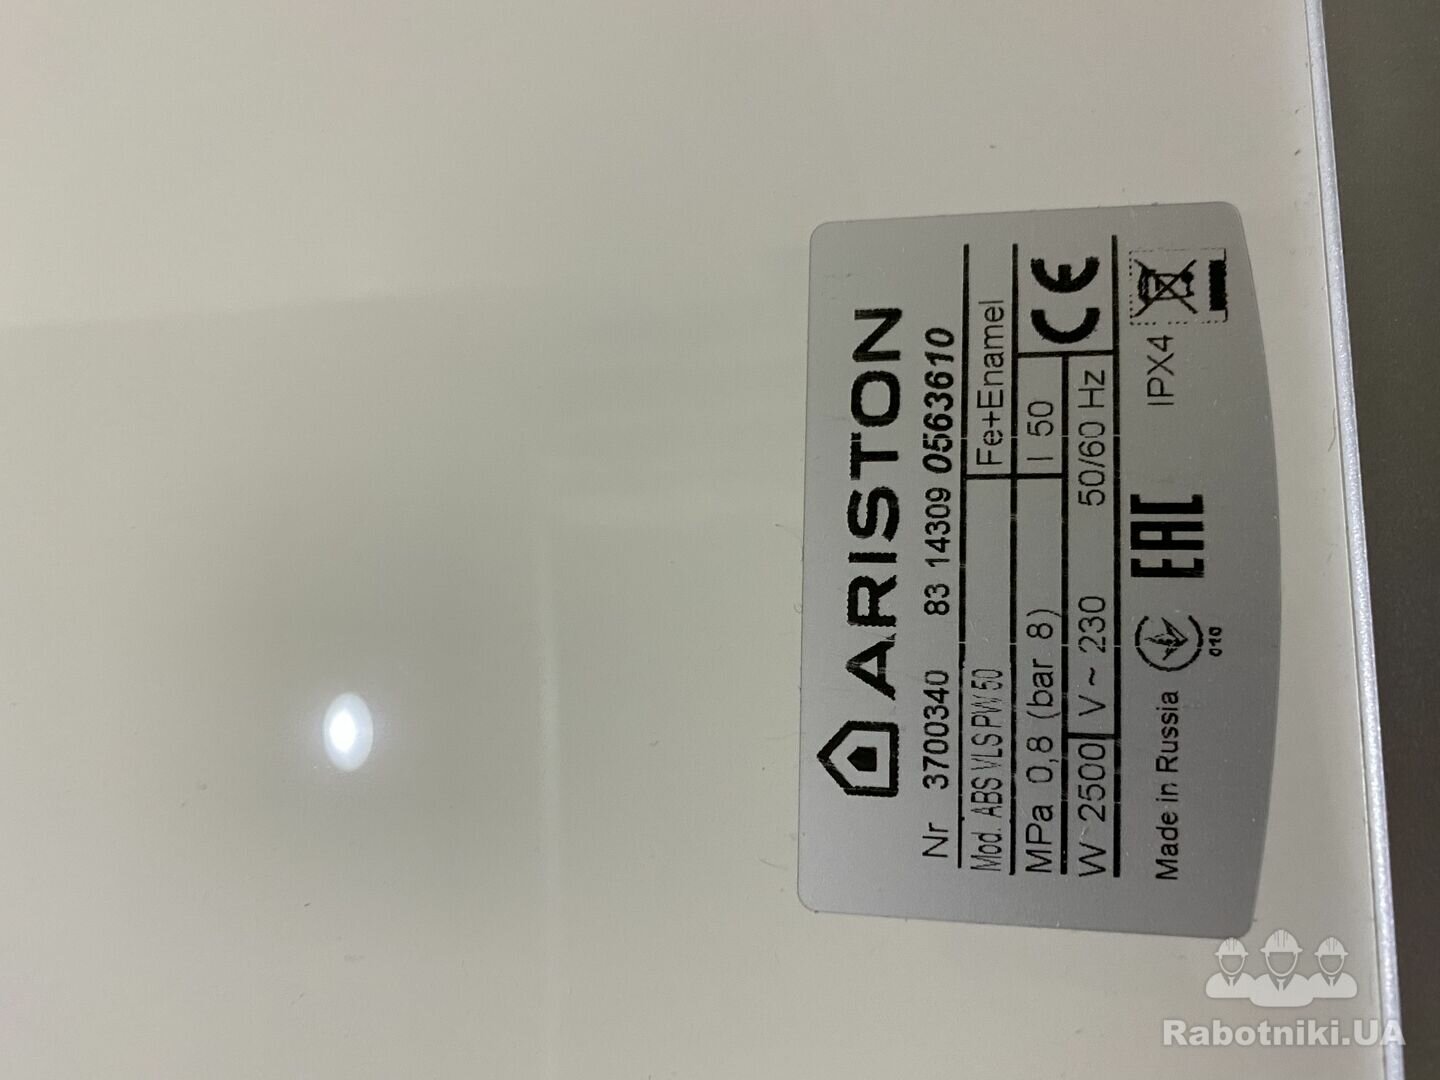 ARISTON
Nr 3700340 83 14309 0563610
Mod. ABS VLS PW 50 Fe+Enamel
MPa 0,8 (bar 8) l 50 CE
W 2500 V~ 230 50/60 Hz
Made in Russia 010 EAC IPX4
Rabotniki.UA